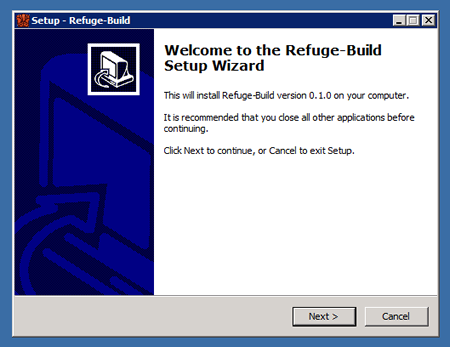 Setup - Refuge-Build
Welcome to the Refuge-Build
Setup Wizard
This will install Refuge-Build version 0.1.0 on your computer.
It is recommended that you close all other applications before
continuing.
Click Next to continue, or Cancel to exit Setup.
Next >
Cancel